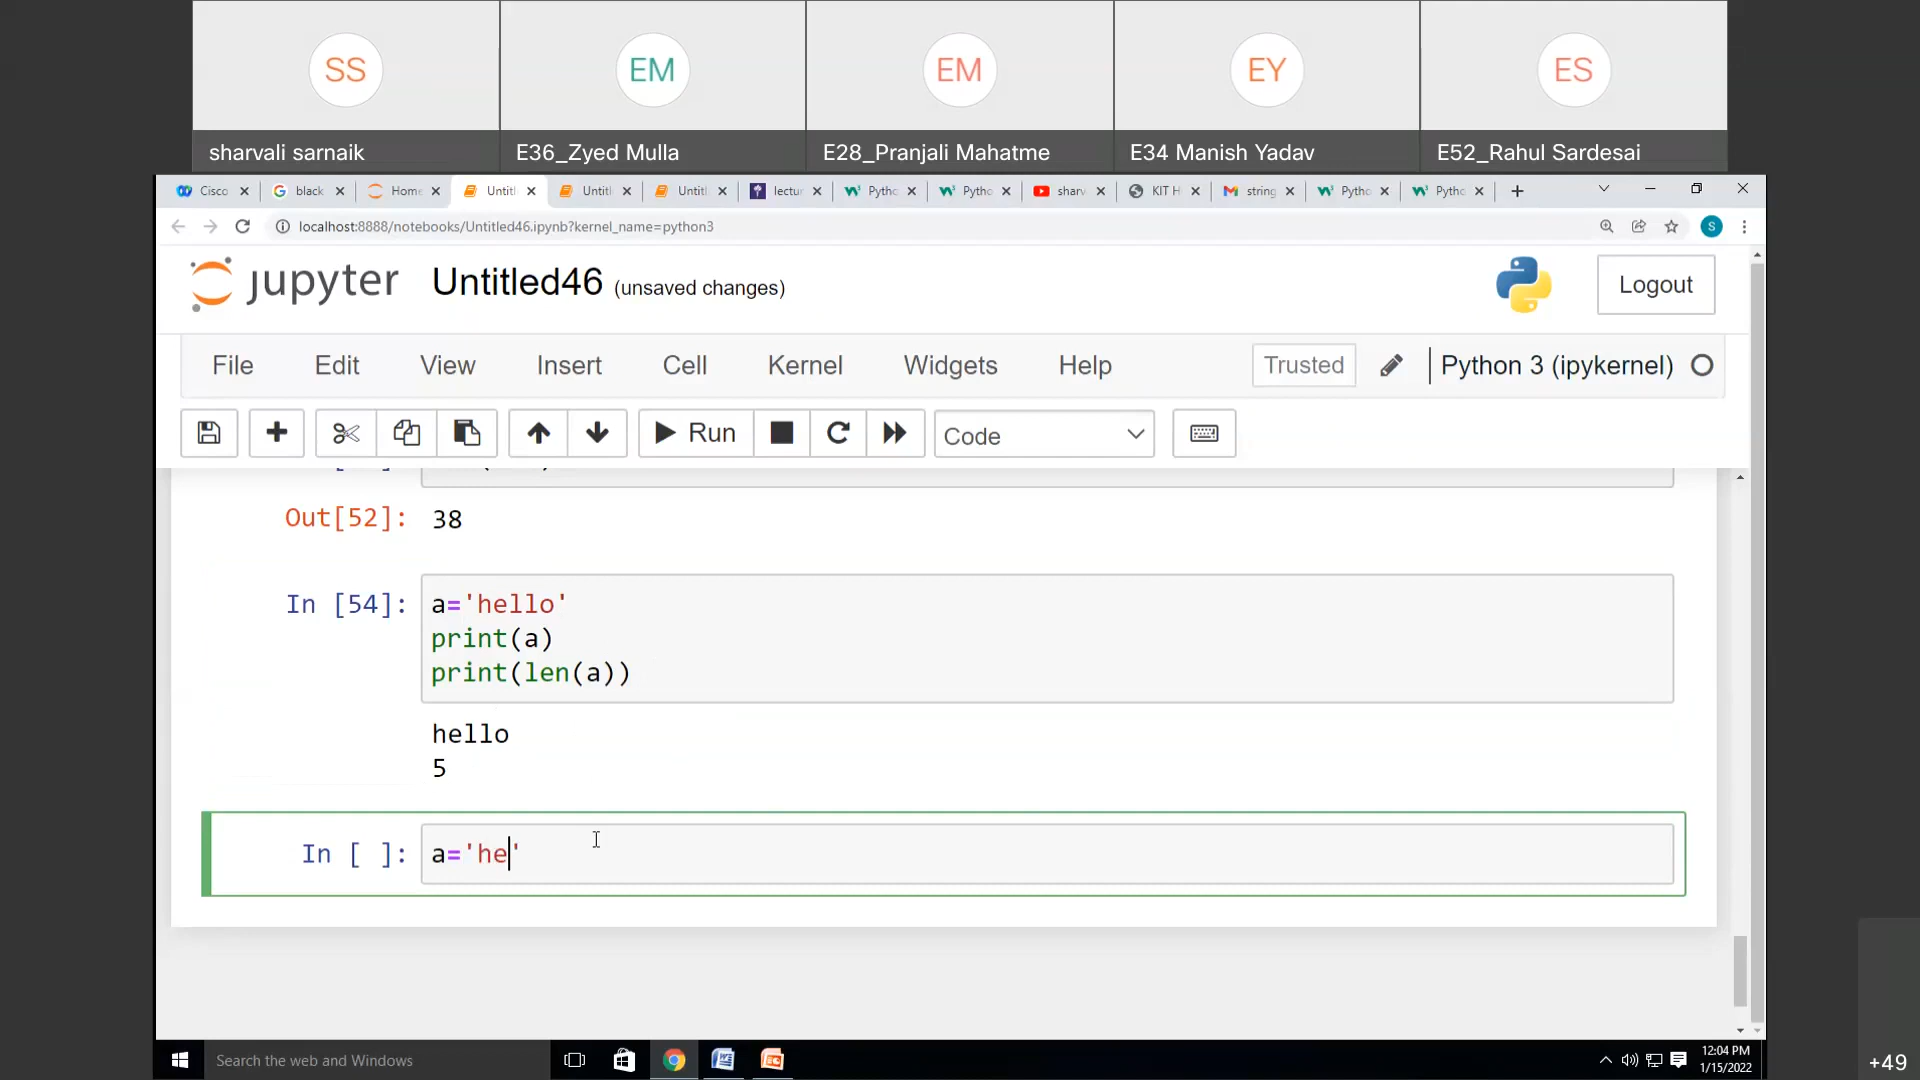 SS EM EM EY ES
sharvali sarnaik E36_Zyed Mulla E28_Pranjali Mahatme E34 Manish Yadav E52_Rahul Sardesai
Cisco black Home Untitl Untitl Untitl lectur Pytho Pytho sharv KIT H string Pytho Pytho
localhost:8888/notebooks/Untitled46.ipynb?kernel_name=python3 S
jupyter Untitled46 (unsaved changes) Logout
File Edit View Insert Cell Kernel Widgets Help Trusted Python 3 (ipykernel)
Run Code
Out[52]: 38
In [54]: a='hello'
print(a)
print(len(a))
hello
5
In [ ]: a='he'
Search the web and Windows
12:04 PM
1/15/2022
+49